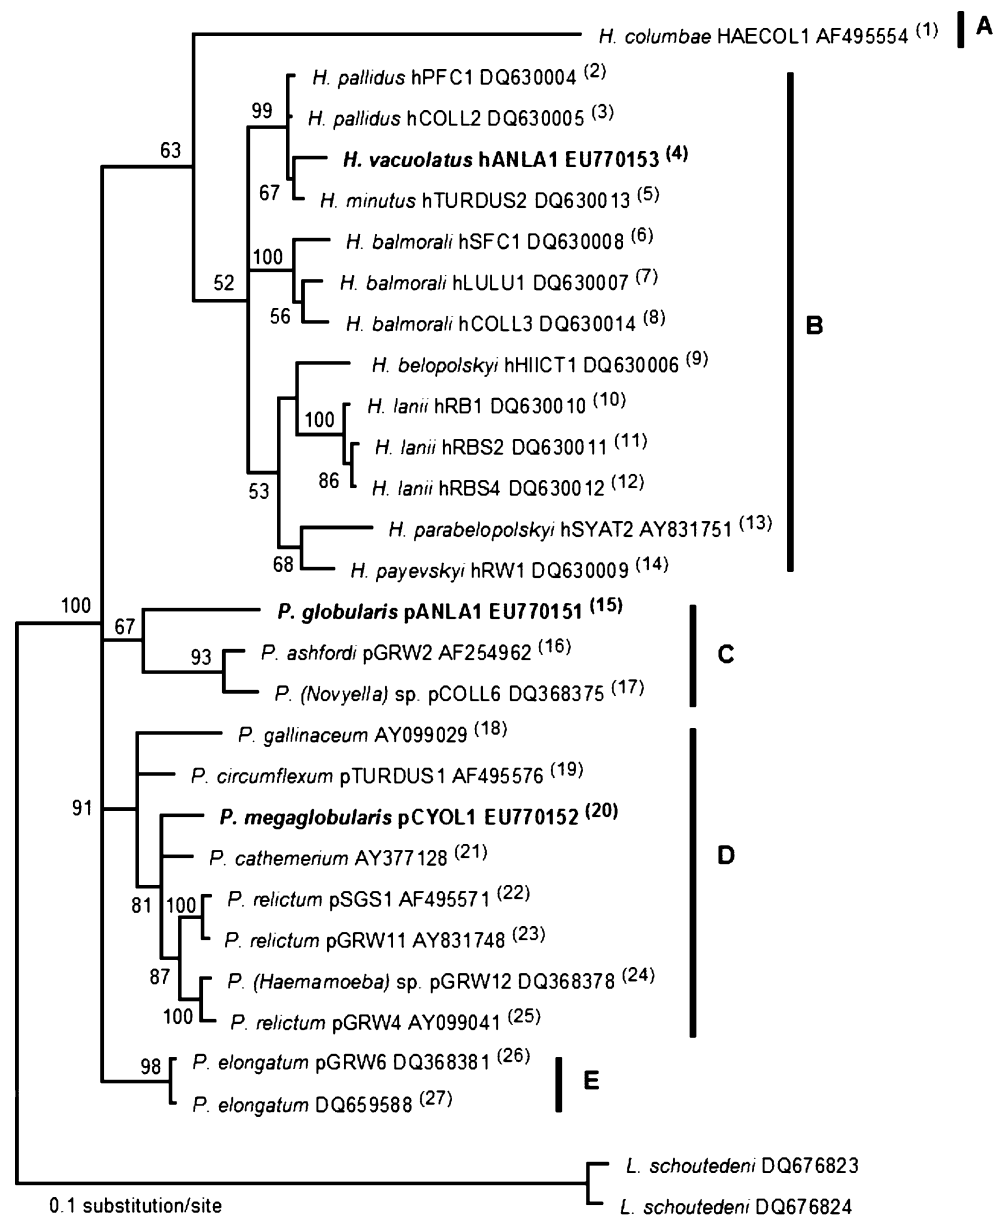 H. columbae HAECOL1 AF495554 (1)
A
H. pallidus hPFC1 DQ630004 (2)
99
H. pallidus hCOLL2 DQ630005 (3)
63
H. vacuolatus hANLA1 EU770153 (4)
67
H. minutus hTURDUS2 DQ630013 (5)
H. balmorali hSFC1 DQ630008 (6)
100
52
H. balmorali hLULU1 DQ630007 (7)
56
H. balmorali hCOLL3 DQ630014 (8)
B
H. belopolskyi hHIICT1 DQ630006 (9)
H. lanii hRB1 DQ630010 (10)
100
H. lanii hRBS2 DQ630011 (11)
86
H. lanii hRBS4 DQ630012 (12)
53
H. parabelopolskyi hSYAT2 AY831751 (13)
68
H. payevskyi hRW1 DQ630009 (14)
100
P. globularis pANLA1 EU770151 (15)
67
P. ashfordi pGRW2 AF254962 (16)
93
C
P. (Novyella) sp. pCOLL6 DQ368375 (17)
P. gallinaceum AY099029 (18)
P. circumflexum pTURDUS1 AF495576 (19)
91
P. megaglobularis pCYOL1 EU770152 (20)
P. cathemerium AY377128 (21)
D
81
100
P. relictum pSGS1 AF495571 (22)
P. relictum pGRW11 AY831748 (23)
87
P. (Haemamoeba) sp. pGRW12 DQ368378 (24)
100
P. relictum pGRW4 AY099041 (25)
P. elongatum pGRW6 DQ368381 (26)
98
E
P. elongatum DQ659588 (27)
L. schoutedeni DQ676823
L. schoutedeni DQ676824
0.1 substitution/site